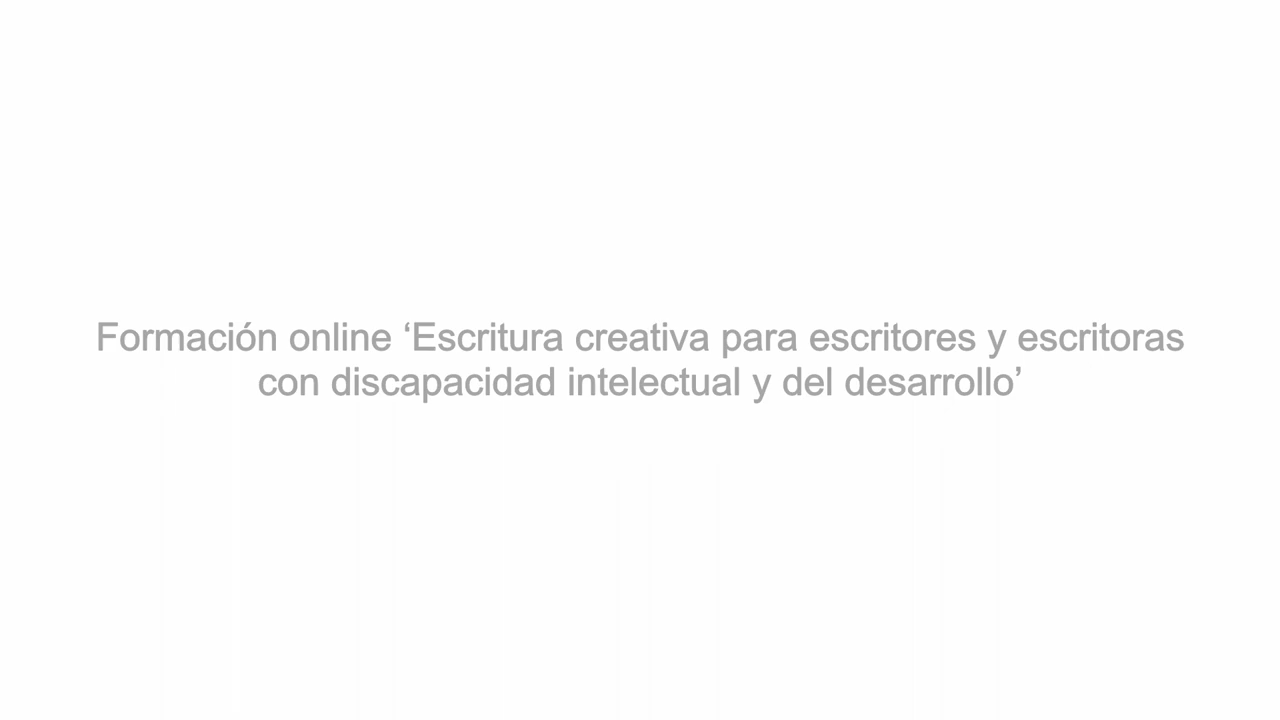 Formación online ‘Escritura creativa para escritores y escritoras
con discapacidad intelectual y del desarrollo’